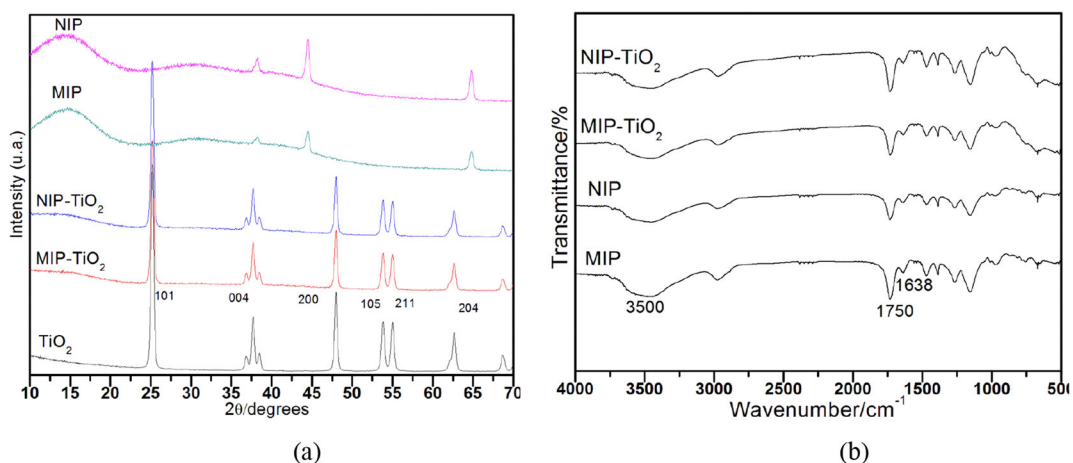 NIP
MIP
NIP-TiO₂
MIP-TiO₂
101 004 200 105 211 204
TiO₂
Intensity (u.a.)
10 15 20 25 30 35 40 45 50 55 60 65 70
2θ/degrees
(a)
NIP-TiO₂
MIP-TiO₂
NIP
MIP
3500 1750 1638
Transmittance/%
4000 3500 3000 2500 2000 1500 1000 500
Wavenumber/cm⁻¹
(b)